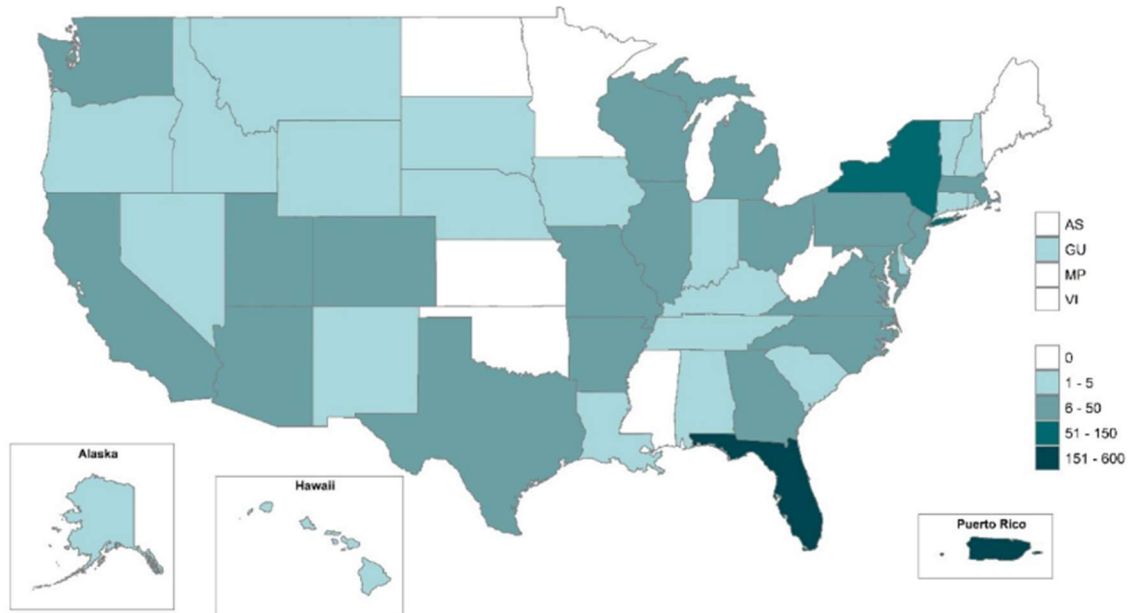 AS
GU
MP
VI
0
1 - 5
6 - 50
51 - 150
151 - 600
Alaska
Hawaii
Puerto Rico